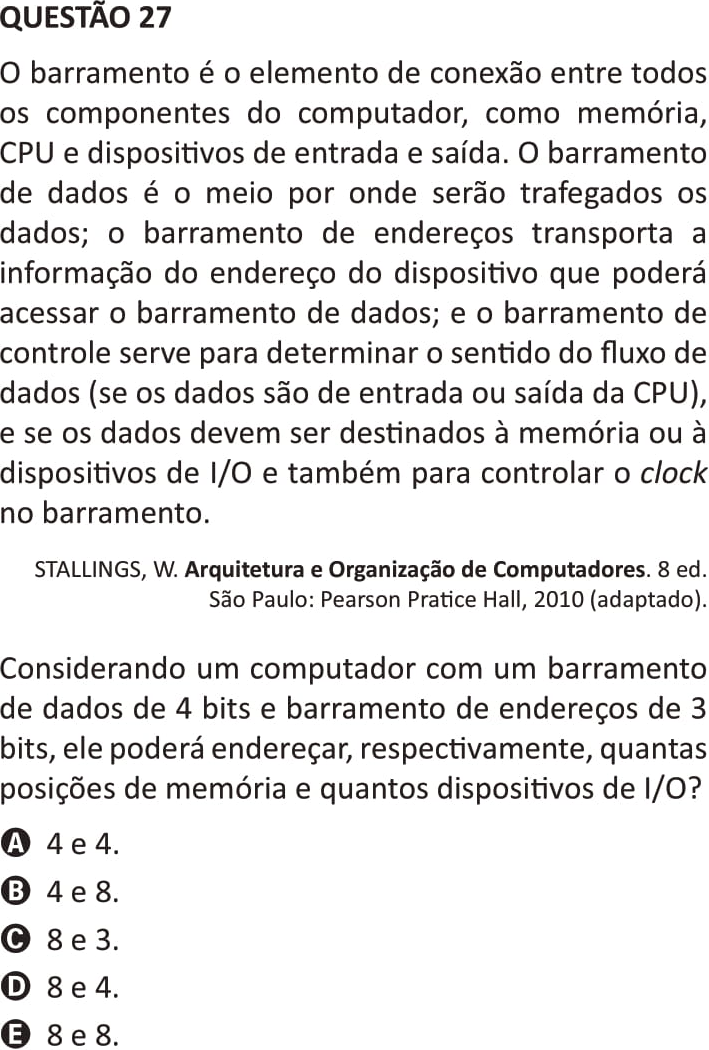 QUESTÃO 27
O barramento é o elemento de conexão entre todos
os componentes do computador, como memória,
CPU e dispositivos de entrada e saída. O barramento
de dados é o meio por onde serão trafegados os
dados; o barramento de endereços transporta a
informação do endereço do dispositivo que poderá
acessar o barramento de dados; e o barramento de
controle serve para determinar o sentido do fluxo de
dados (se os dados são de entrada ou saída da CPU),
e se os dados devem ser destinados à memória ou à
dispositivos de I/O e também para controlar o clock
no barramento.
STALLINGS, W. Arquitetura e Organização de Computadores. 8 ed.
São Paulo: Pearson Pratice Hall, 2010 (adaptado).
Considerando um computador com um barramento
de dados de 4 bits e barramento de endereços de 3
bits, ele poderá endereçar, respectivamente, quantas
posições de memória e quantos dispositivos de I/O?
A 4 e 4.
B 4 e 8.
C 8 e 3.
D 8 e 4.
E 8 e 8.